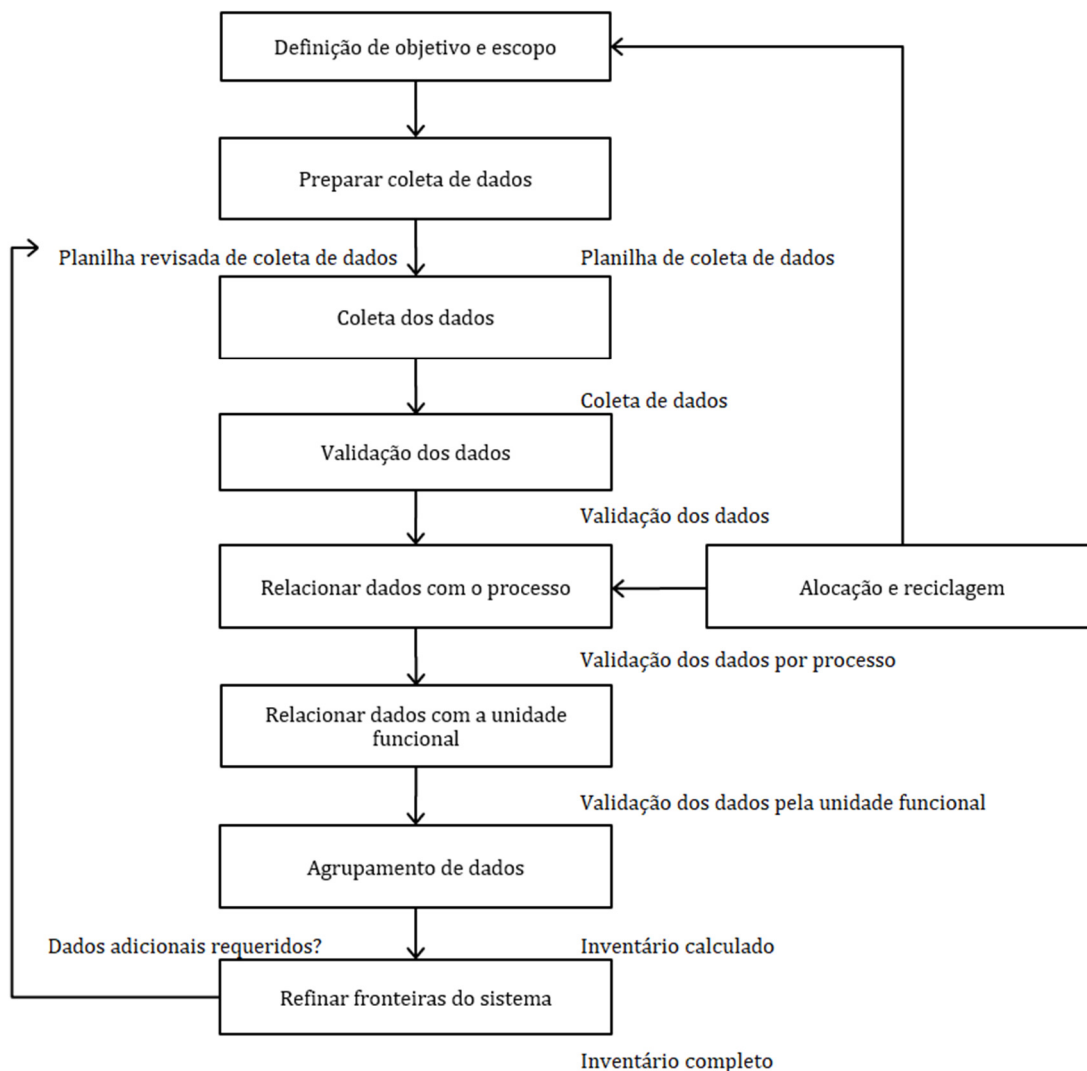 Definição de objetivo e escopo
Preparar coleta de dados
Planilha revisada de coleta de dados
Planilha de coleta de dados
Coleta dos dados
Coleta de dados
Validação dos dados
Validação dos dados
Relacionar dados com o processo
Alocação e reciclagem
Validação dos dados por processo
Relacionar dados com a unidade
funcional
Validação dos dados pela unidade funcional
Agrupamento de dados
Dados adicionais requeridos?
Inventário calculado
Refinar fronteiras do sistema
Inventário completo